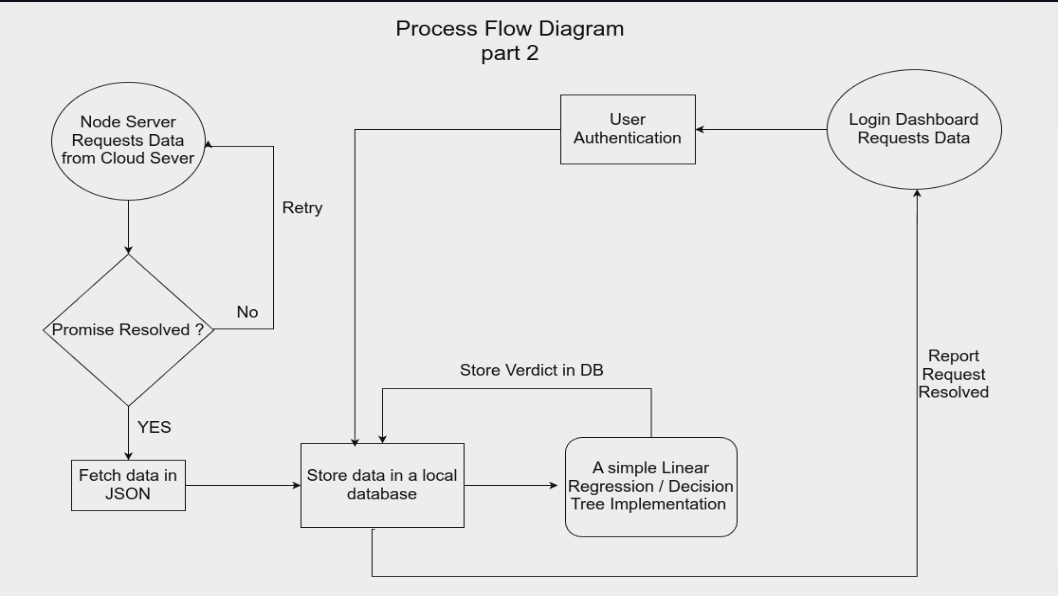 Process Flow Diagram
part 2
Node Server
Requests Data
from Cloud Sever
User
Authentication
Login Dashboard
Requests Data
Retry
No
Promise Resolved ?
YES
Store Verdict in DB
Report
Request
Resolved
Fetch data in
JSON
Store data in a local
database
A simple Linear
Regression / Decision
Tree Implementation